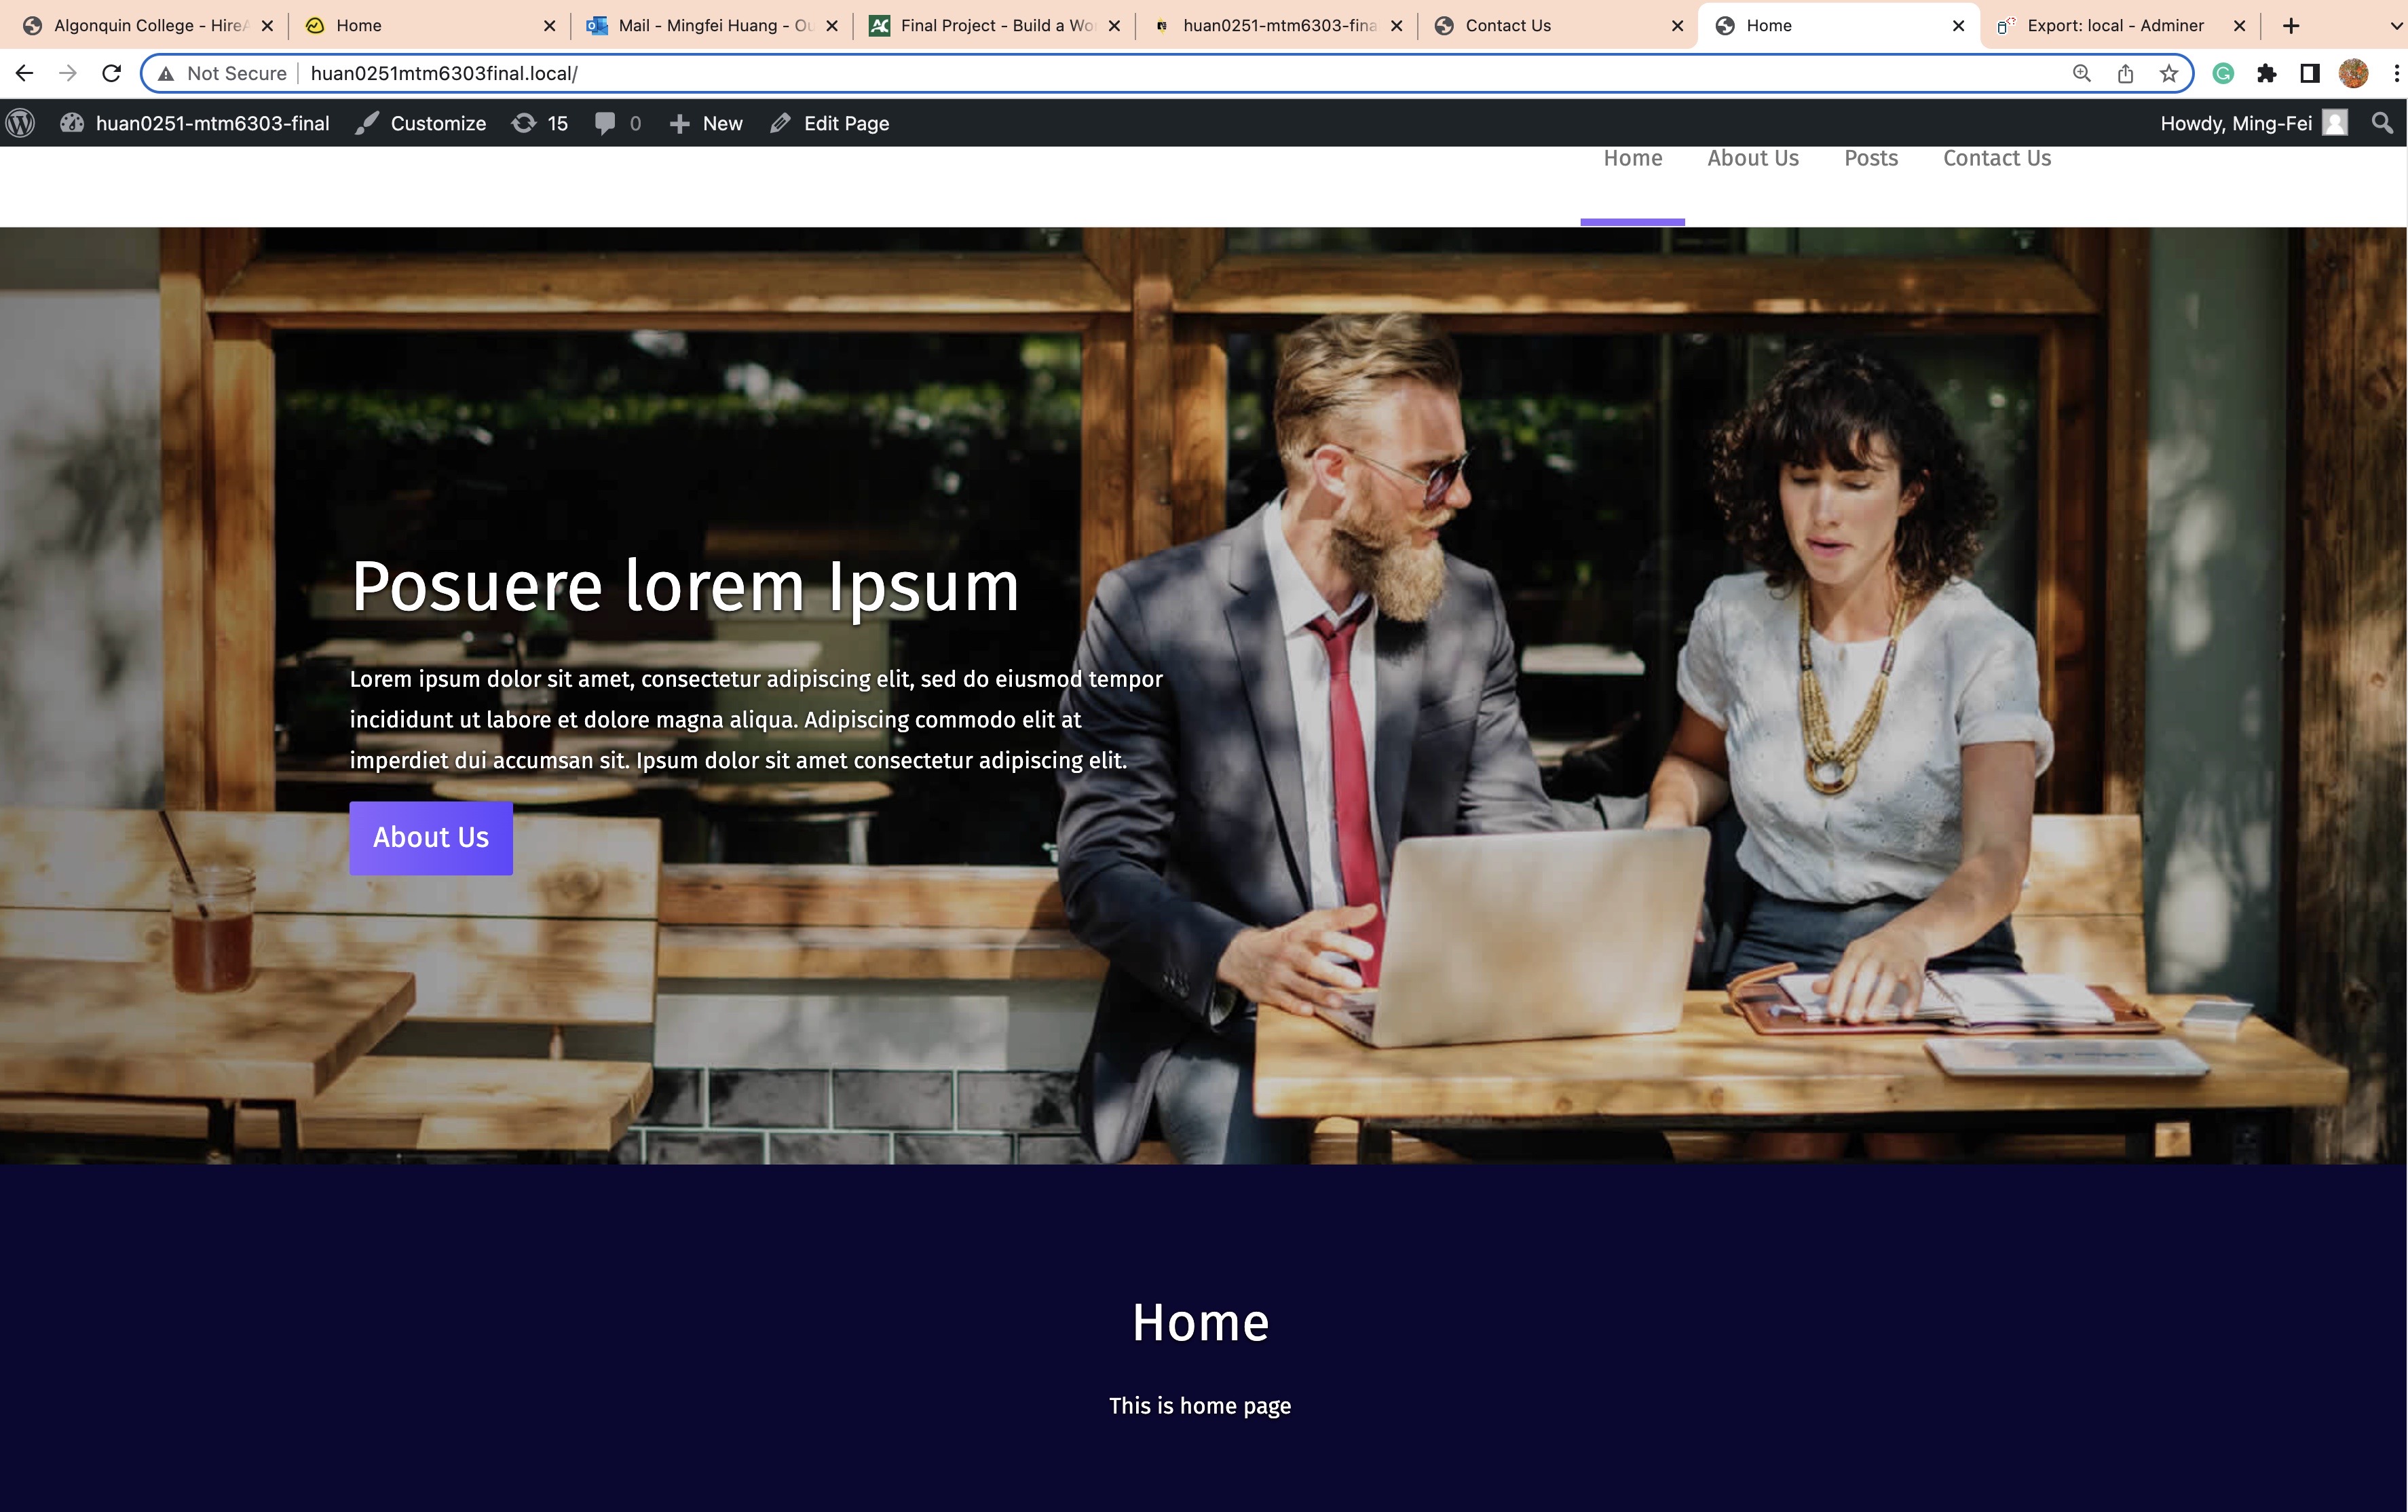 Algonquin College - HireA
Home
Mail - Mingfei Huang - Ou
Final Project - Build a Wo
huan0251-mtm6303-fina
Contact Us
Home
Export: local - Adminer
Not Secure
huan0251mtm6303final.local/
huan0251-mtm6303-final
Customize
15
0
New
Edit Page
Howdy, Ming-Fei
Home
About Us
Posts
Contact Us
Posuere lorem Ipsum
Lorem ipsum dolor sit amet, consectetur adipiscing elit, sed do eiusmod tempor
incididunt ut labore et dolore magna aliqua. Adipiscing commodo elit at
imperdiet dui accumsan sit. Ipsum dolor sit amet consectetur adipiscing elit.
About Us
Home
This is home page